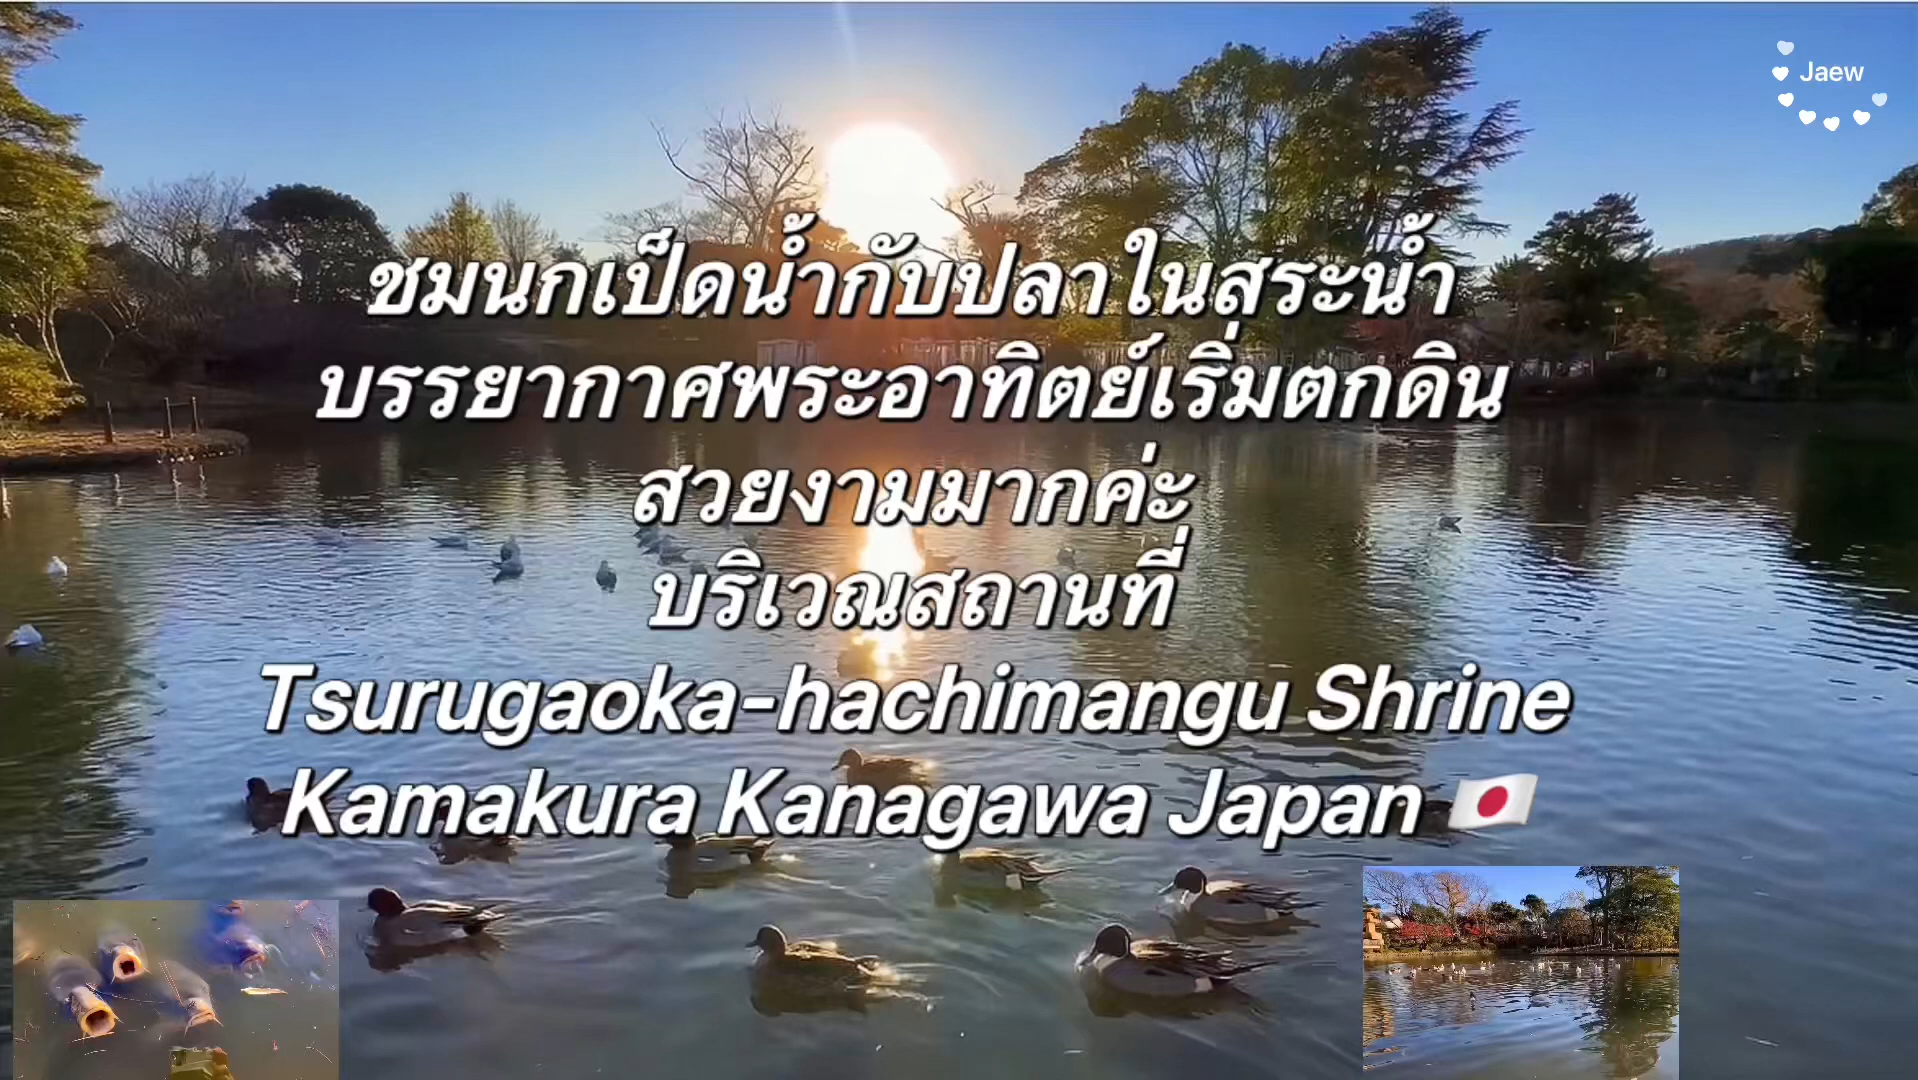 Jaew
ชมนกเป็ดน้ำกับปลาในสระน้ำ
บรรยากาศพระอาทิตย์เริ่มตกดิน
สวยงามมากค่ะ
บริเวณสถานที่
Tsurugaoka-hachimangu Shrine
Kamakura Kanagawa Japan 🇯🇵